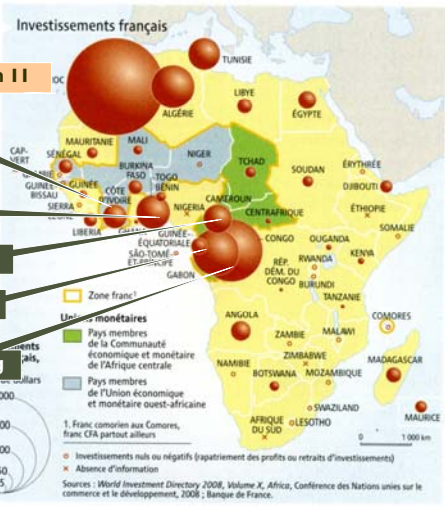 Investissements français
TUNISIE
ALGÉRIE
LIBYE
ÉGYPTE
MAURITANIE
MALI
NIGER
TCHAD
SOUDAN
ÉRYTHRÉE
CAP-
VERT
SÉNÉGAL
GUINÉE-
BISSAU
GUINÉE
SIERRA
LIBERIA
CÔTE
D'IVOIRE
BURKINA
FASO
TOGO
BÉNIN
NIGERIA
CAMEROUN
CENTRAFRIQUE
DJIBOUTI
ÉTHIOPIE
SOMALIE
GUINÉE-
ÉQUATORIALE
SÃO-TOMÉ-
ET-PRINCIPE
GABON
CONGO
RÉP.
DÉM. DU
CONGO
OUGANDA
RWANDA
BURUNDI
KENYA
TANZANIE
COMORES
ANGOLA
ZAMBIE
MALAWI
ZIMBABWE
MOZAMBIQUE
MADAGASCAR
NAMIBIE
BOTSWANA
SWAZILAND
LESOTHO
AFRIQUE
DU SUD
MAURICE
0 1 000 km
Zone franc¹
monétaires
Pays membres
de la Communauté
économique et monétaire
de l'Afrique centrale
Pays membres
de l'Union économique
et monétaire ouest-africaine
1. Franc comorien aux Comores,
franc CFA partout ailleurs
Investissements nuls ou négatifs (rapatriement des profits ou retraits d'investissements)
Absence d'information
Sources : World Investment Directory 2008, Volume X, Africa, Conférence des Nations unies sur le
commerce et le développement, 2008 ; Banque de France.